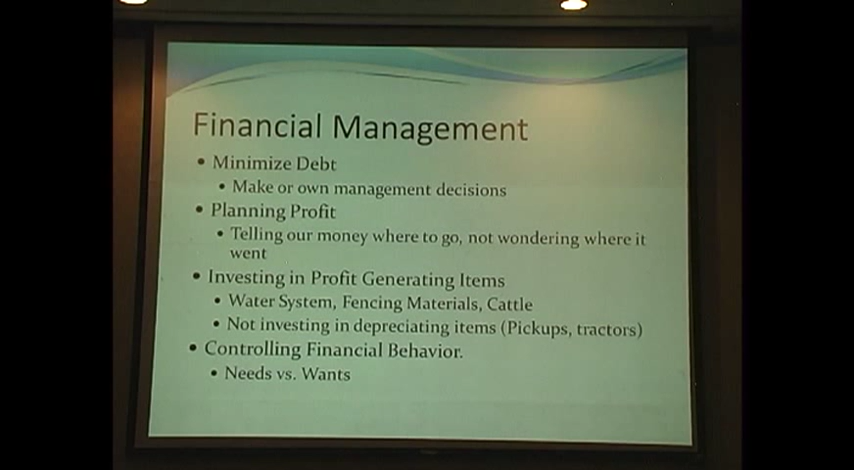 Financial Management
• Minimize Debt
• Make or own management decisions
• Planning Profit
• Telling our money where to go, not wondering where it
went
• Investing in Profit Generating Items
• Water System, Fencing Materials, Cattle
• Not investing in depreciating items (Pickups, tractors)
• Controlling Financial Behavior.
• Needs vs. Wants